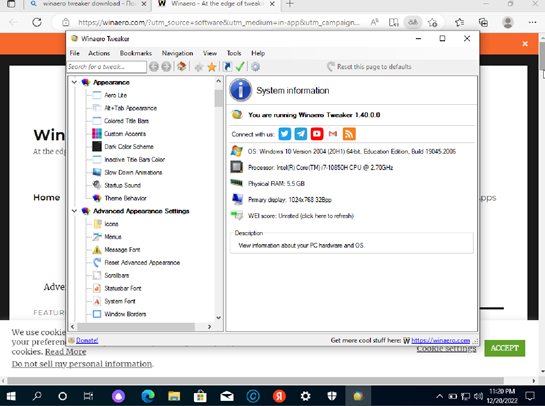 winaero tweaker download - По
Winaero - At the edge of tweak
https://winaero.com/?utm_source=software&utm_medium=in-app&utm_campaign...
Winaero Tweaker
File Actions Bookmarks Navigation View Tools Help
Search for a tweak...
Reset this page to defaults
Appearance
Aero Lite
Alt+Tab Appearance
Colored Title Bars
Custom Accents
Dark Color Scheme
Inactive Title Bars Color
Slow Down Animations
Startup Sound
Theme Behavior
Advanced Appearance Settings
Icons
Menus
Message Font
Reset Advanced Appearance
Scrollbars
Statusbar Font
System Font
Window Borders
System information
You are running Winaero Tweaker 1.40.0.0
Connect with us:
OS: Windows 10 Version 2004 (20H1) 64-bit, Education Edition, Build 19045.2006
Processor: Intel(R) Core(TM) i7-10850H CPU @ 2.70GHz
Physical RAM: 5.5 GB
Primary display: 1024x768 32Bpp
WEI score: Unrated (click here to refresh)
Description
View information about your PC hardware and OS.
Donate!
Get more cool stuff here: W https://winaero.com
Win
At the edg
Home
pps
Adver
FEATUR
We use cookie
your preferen
cookies. Read More
Do not sell my personal information.
Cookie settings
ACCEPT
11:20 PM
12/20/2022